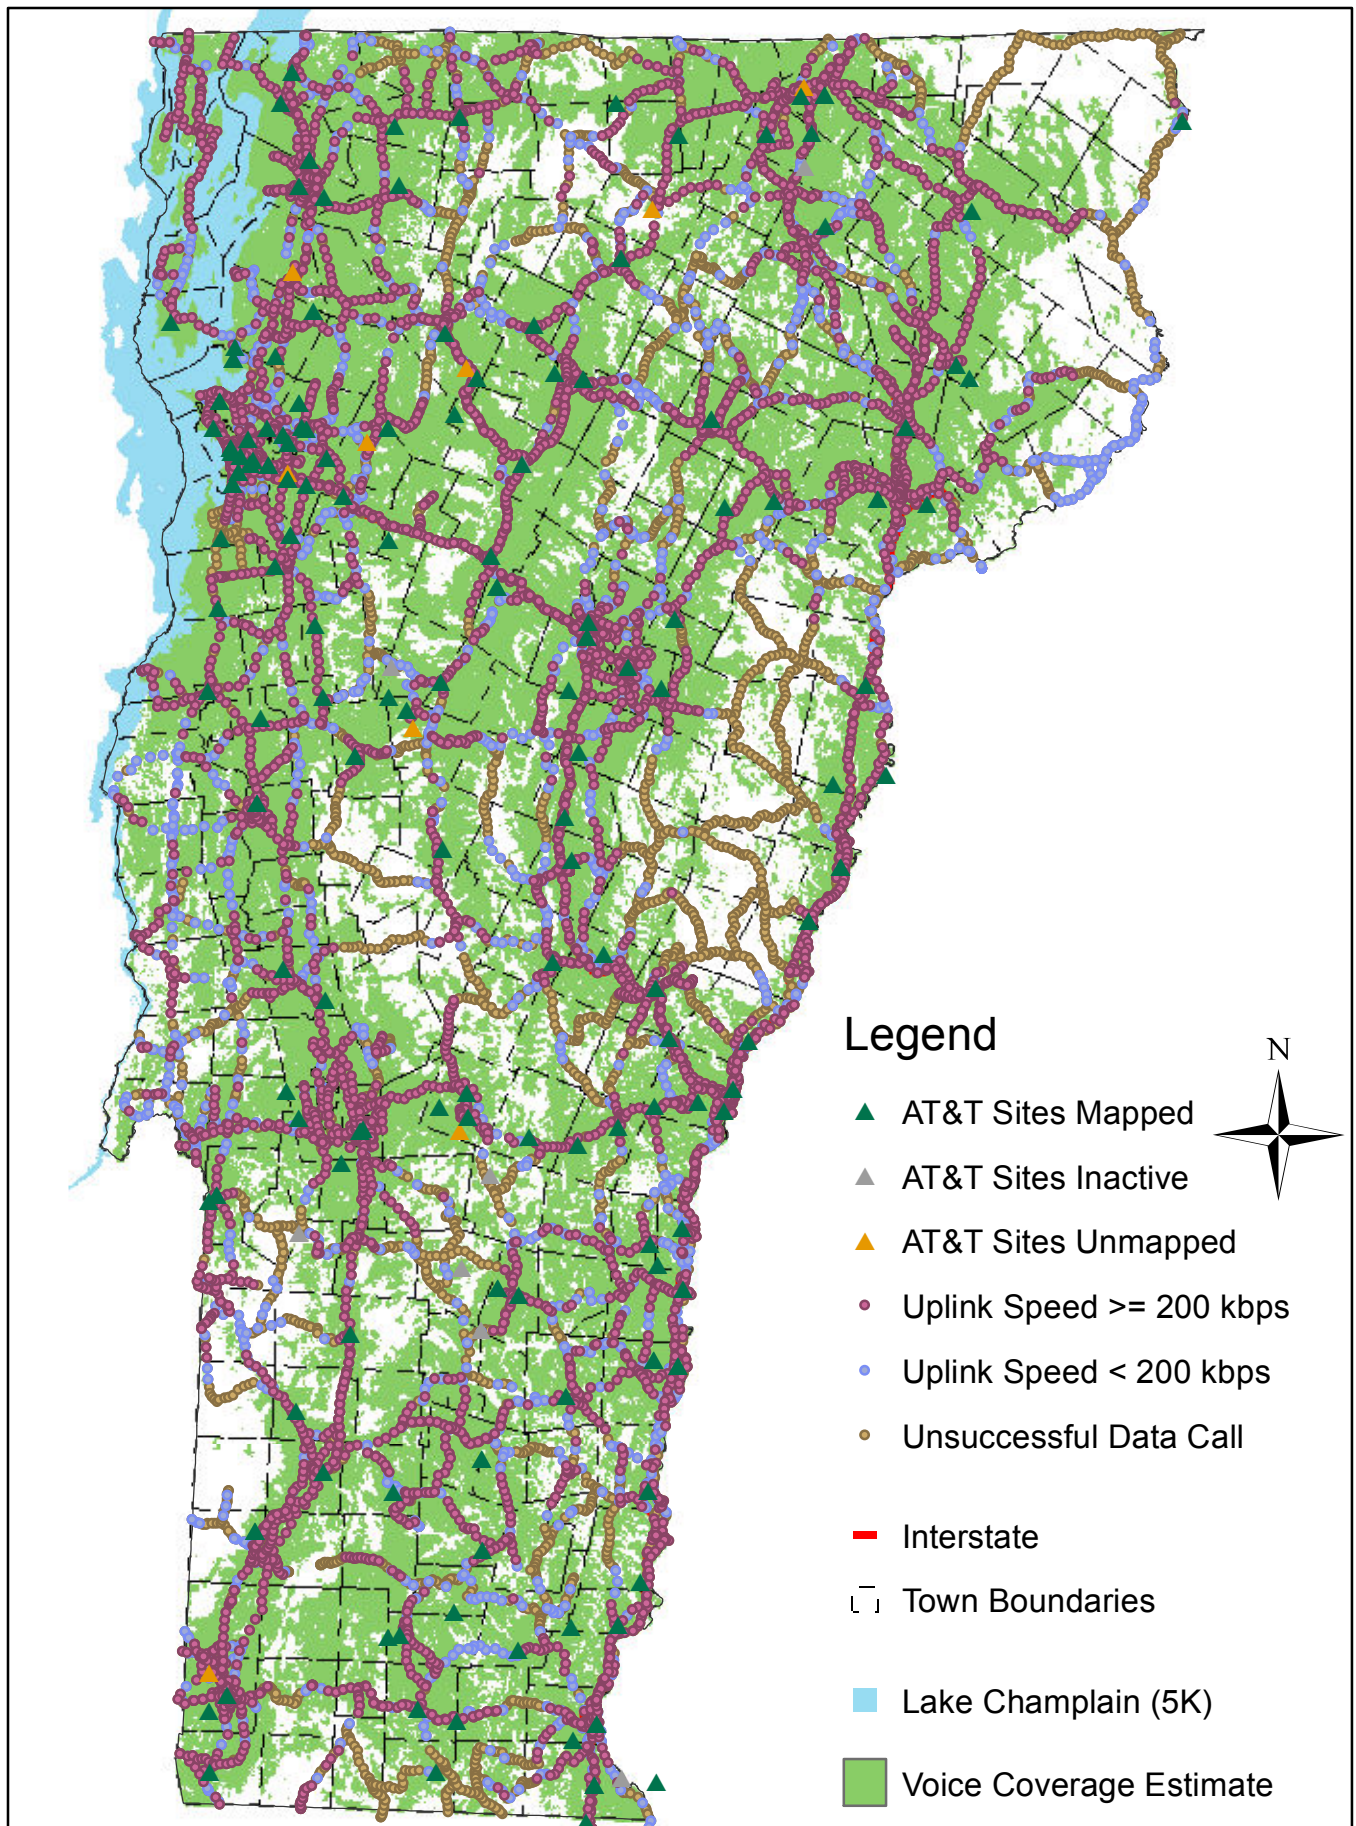 Legend
N
AT&T Sites Mapped
AT&T Sites Inactive
AT&T Sites Unmapped
Uplink Speed >= 200 kbps
Uplink Speed < 200 kbps
Unsuccessful Data Call
Interstate
Town Boundaries
Lake Champlain (5K)
Voice Coverage Estimate